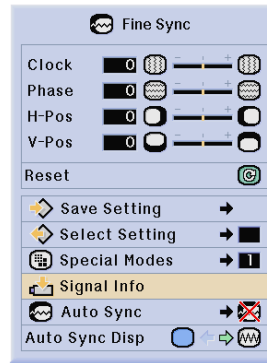 Fine Sync
Clock 0 - +
Phase 0 - +
H-Pos 0 - +
V-Pos 0 - +
Reset
Save Setting
Select Setting
Special Modes 1
Signal Info
Auto Sync
Auto Sync Disp